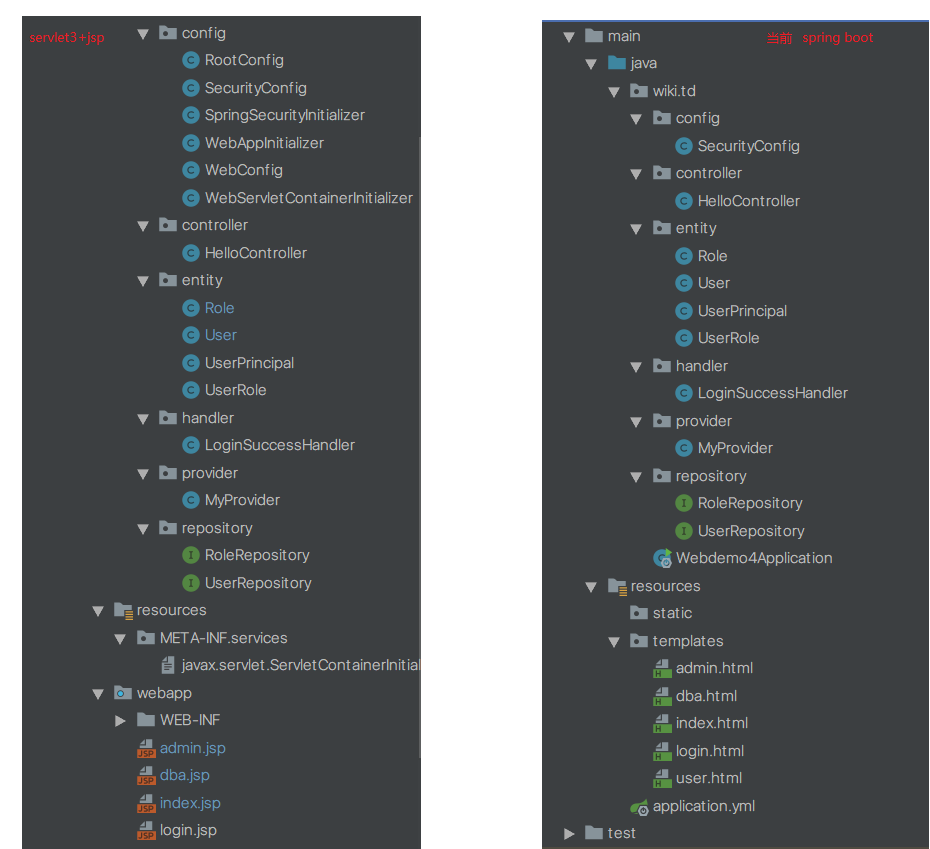 servlet3+jsp
config
RootConfig
SecurityConfig
SpringSecurityInitializer
WebAppInitializer
WebConfig
WebServletContainerInitializer
controller
HelloController
entity
Role
User
UserPrincipal
UserRole
handler
LoginSuccessHandler
provider
MyProvider
repository
RoleRepository
UserRepository
resources
META-INF.services
javax.servlet.ServletContainerInitial
webapp
WEB-INF
admin.jsp
dba.jsp
index.jsp
login.jsp
当前 spring boot
main
java
wiki.td
config
SecurityConfig
controller
HelloController
entity
Role
User
UserPrincipal
UserRole
handler
LoginSuccessHandler
provider
MyProvider
repository
RoleRepository
UserRepository
Webdemo4Application
resources
static
templates
admin.html
dba.html
index.html
login.html
user.html
application.yml
test